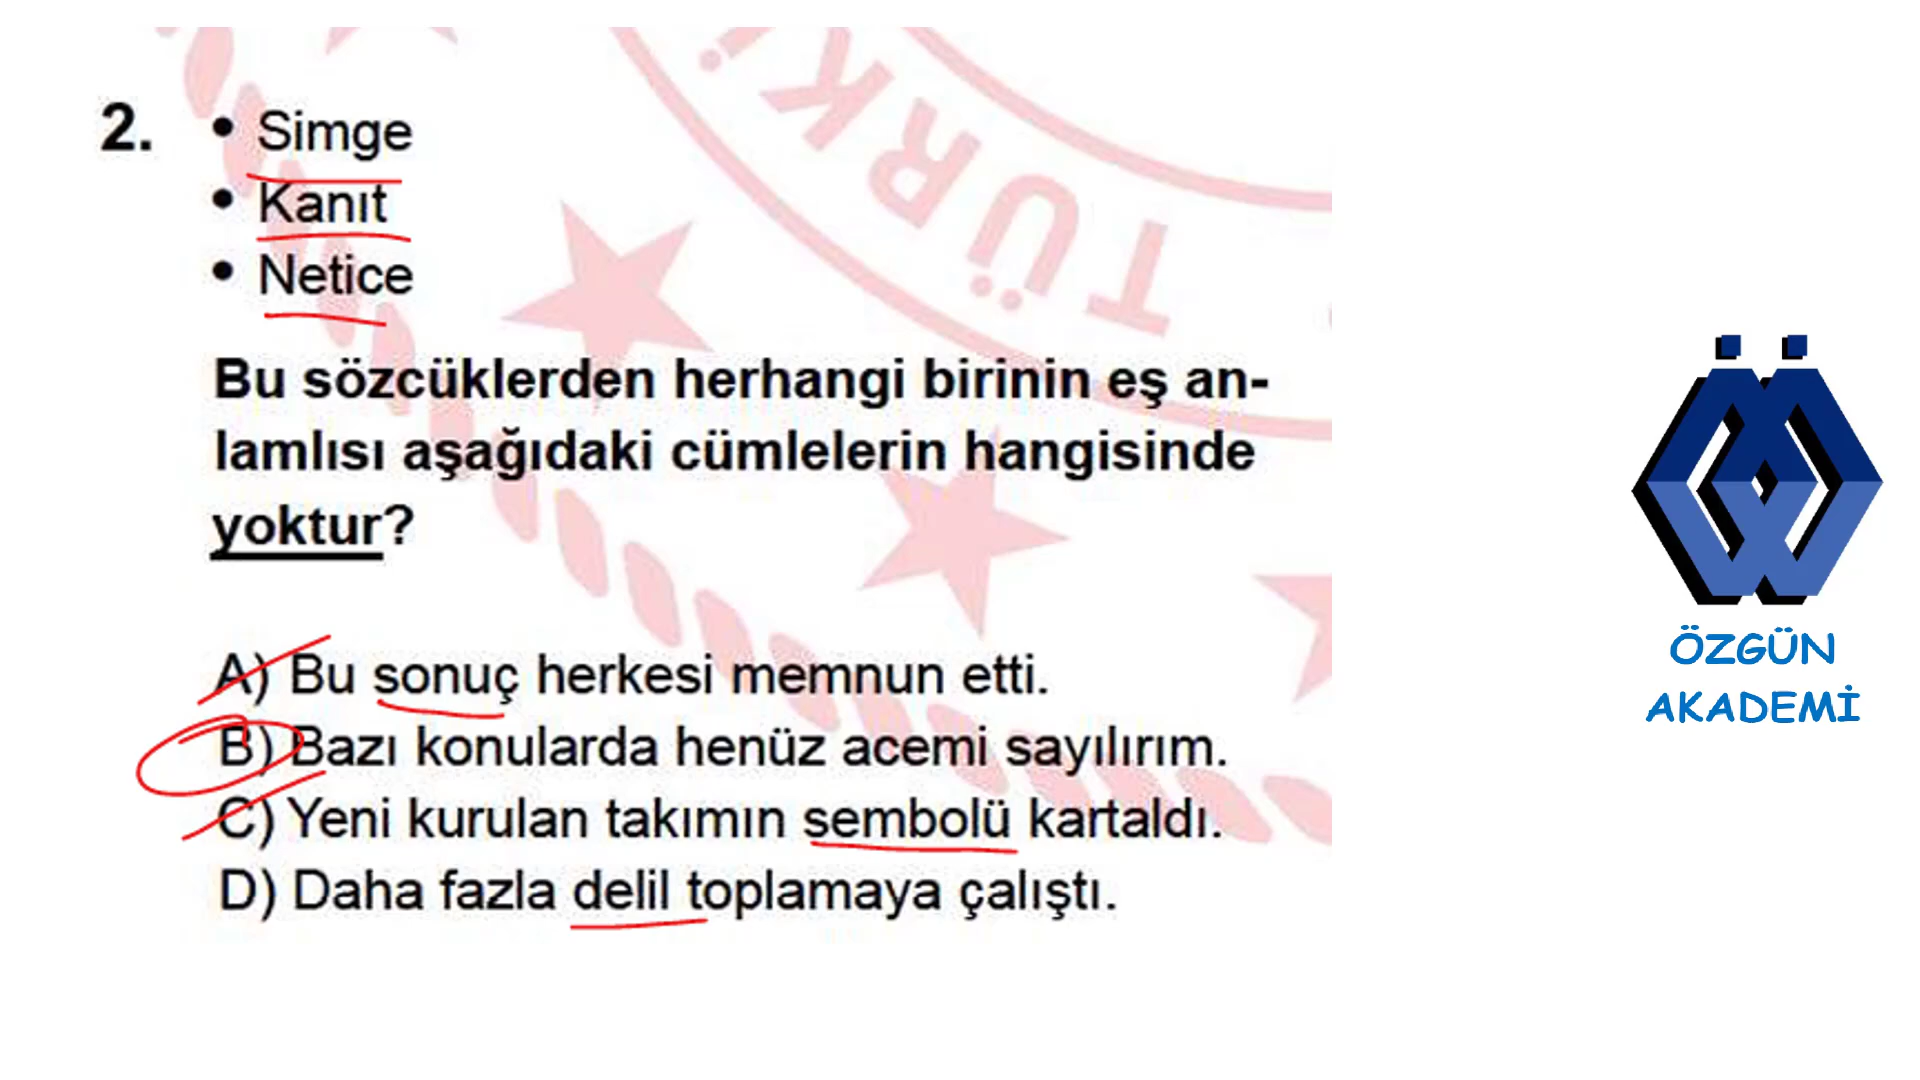 2. • Simge
• Kanıt
• Netice
Bu sözcüklerden herhangi birinin eş an-
lamlısı aşağıdaki cümlelerin hangisinde
yoktur?
A) Bu sonuç herkesi memnun etti.
B) Bazı konularda henüz acemi sayılırım.
C) Yeni kurulan takımın sembolü kartaldı.
D) Daha fazla delil toplamaya çalıştı.
TÜRKİ
ÖZGÜN
AKADEMİ